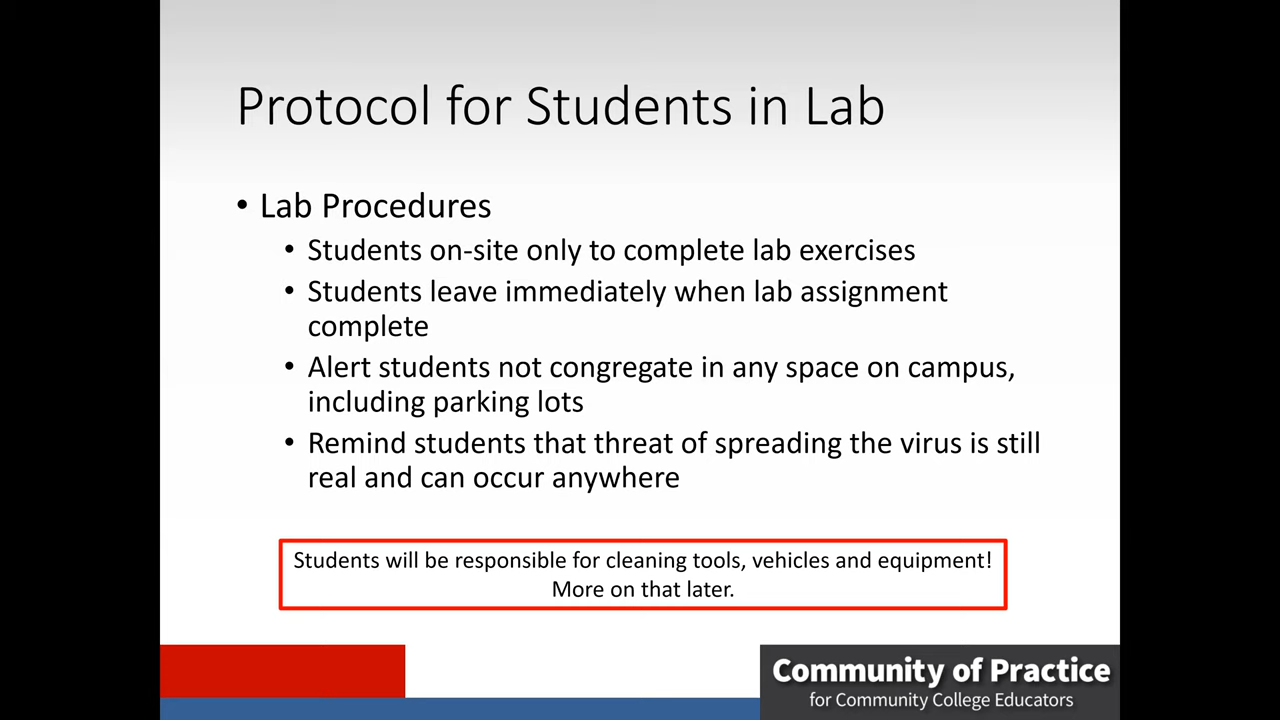 Protocol for Students in Lab
• Lab Procedures
• Students on-site only to complete lab exercises
• Students leave immediately when lab assignment
complete
• Alert students not congregate in any space on campus,
including parking lots
• Remind students that threat of spreading the virus is still
real and can occur anywhere
Students will be responsible for cleaning tools, vehicles and equipment!
More on that later.
Community of Practice
for Community College Educators